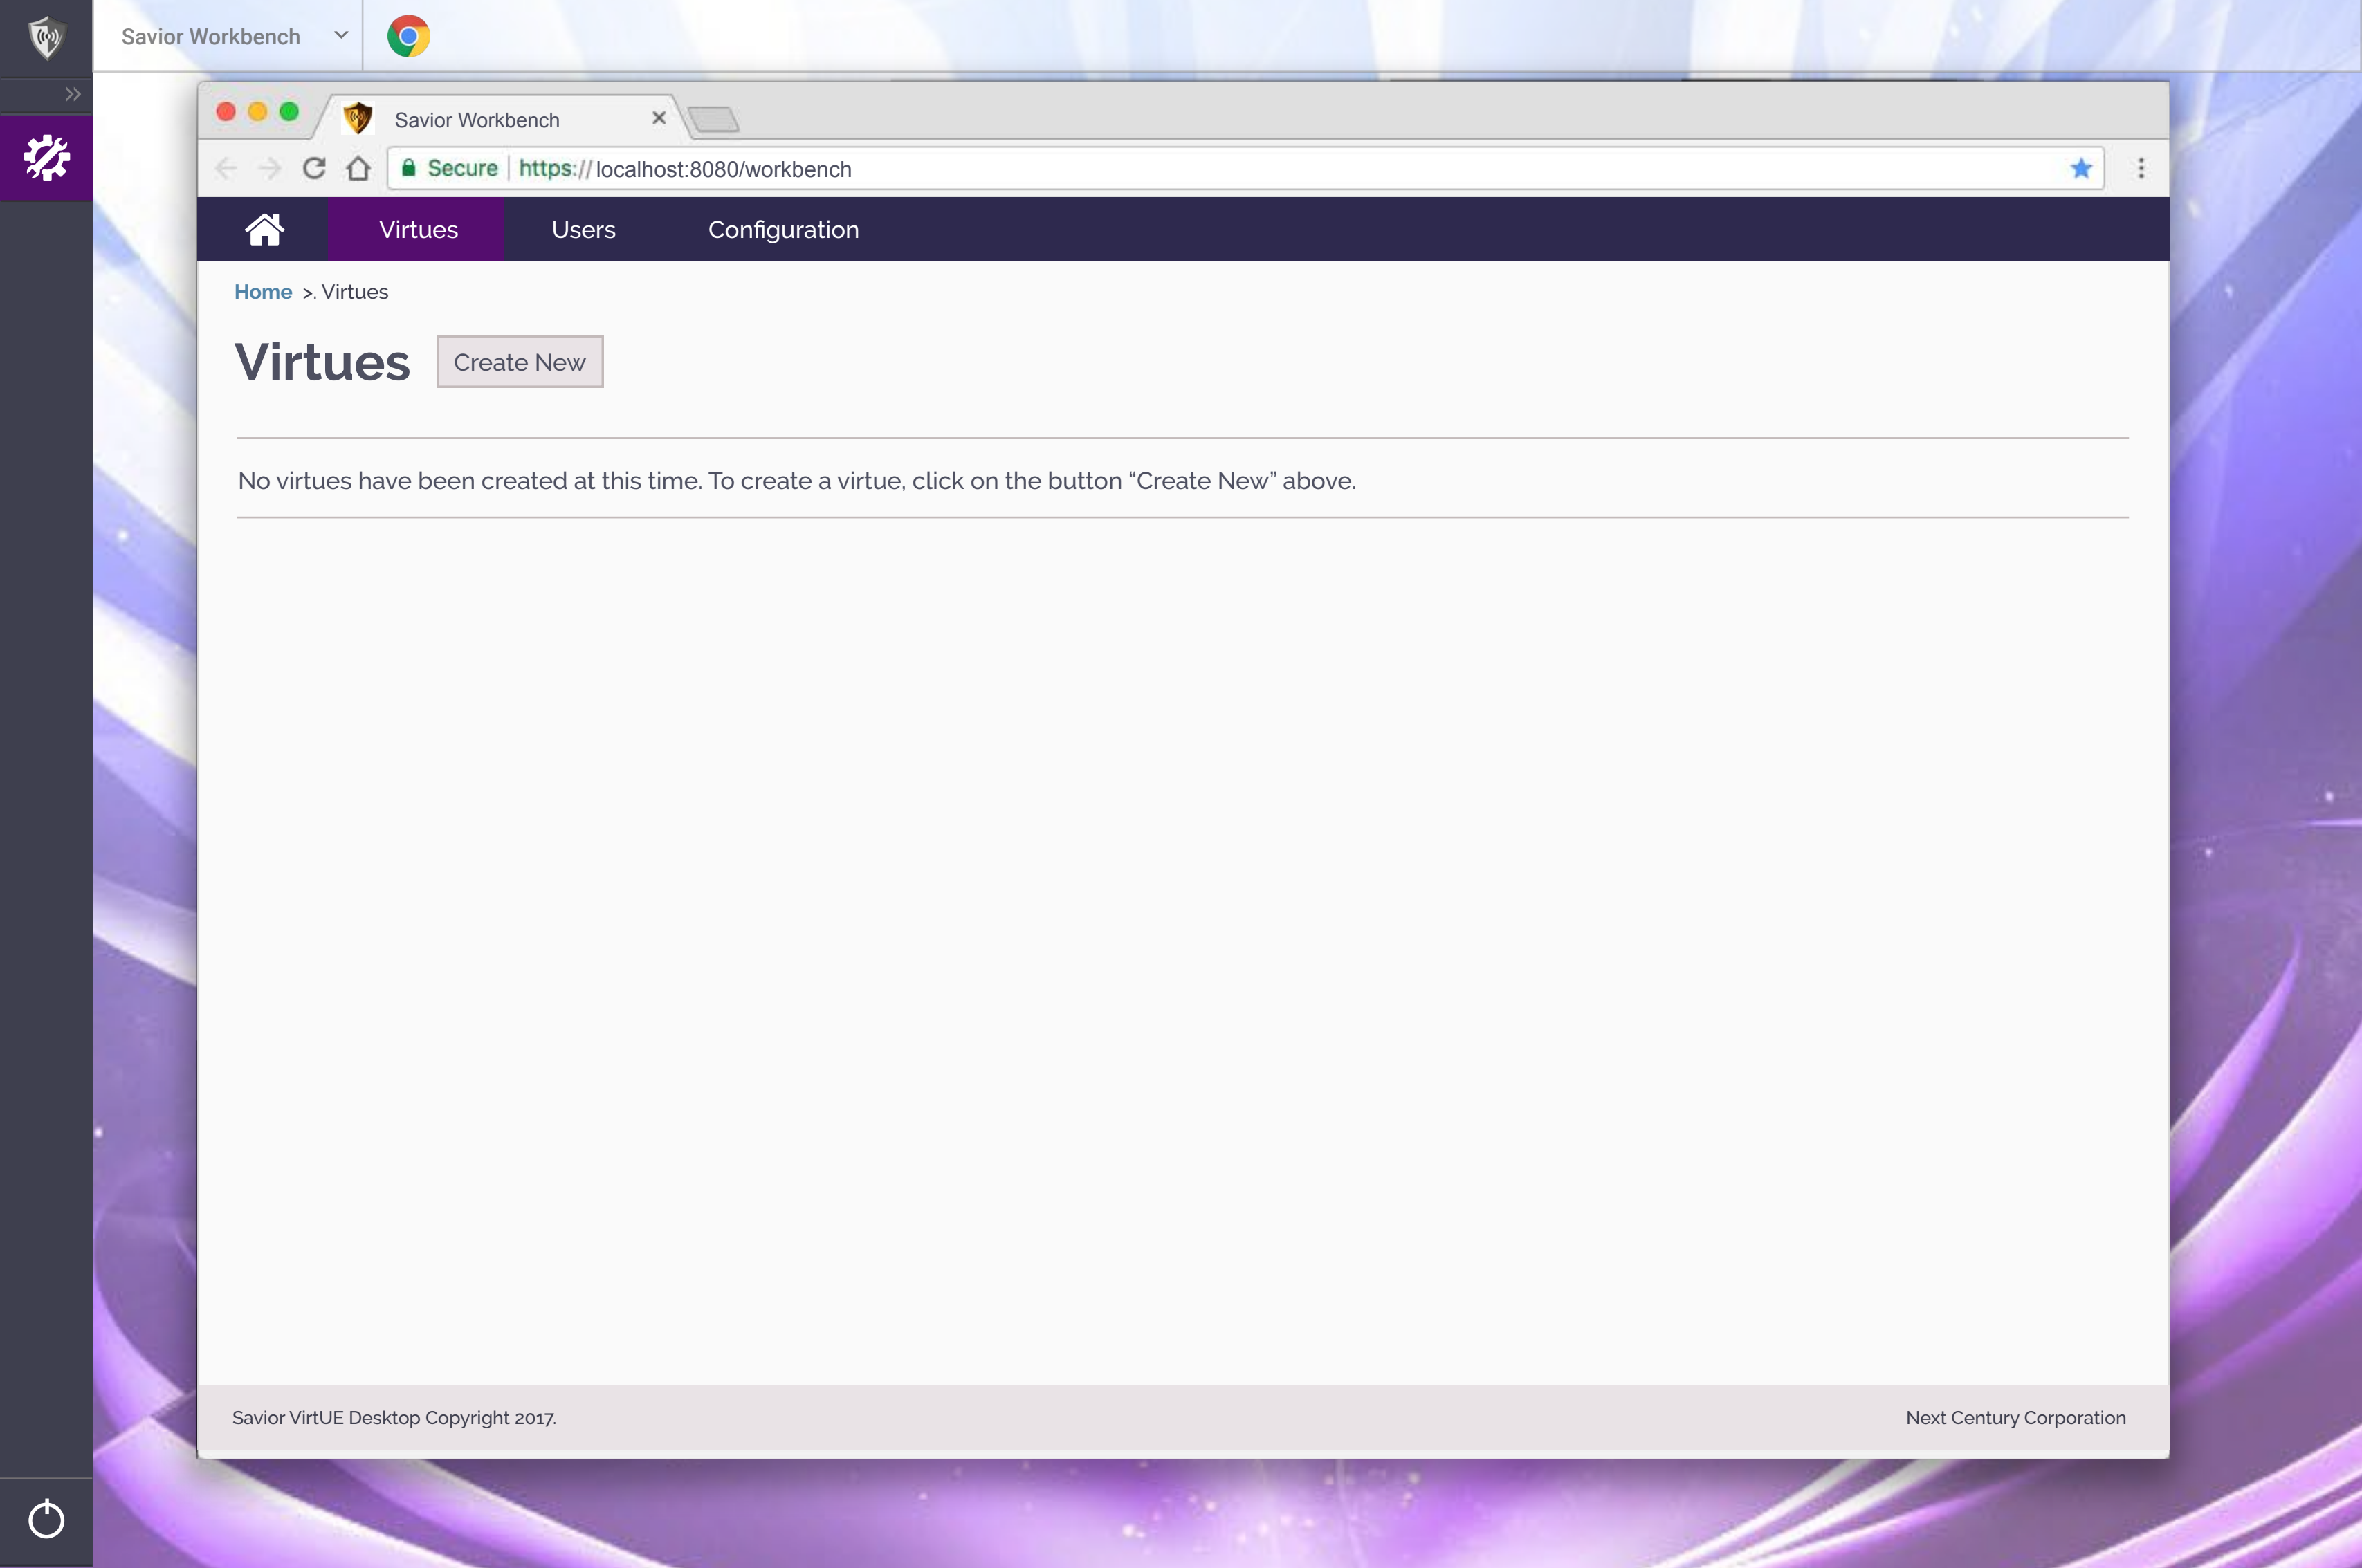 Savior Workbench
Savior Workbench
Secure https://localhost:8080/workbench
Virtues Users Configuration
Home >. Virtues
Virtues Create New
No virtues have been created at this time. To create a virtue, click on the button “Create New” above.
Savior VirtUE Desktop Copyright 2017. Next Century Corporation